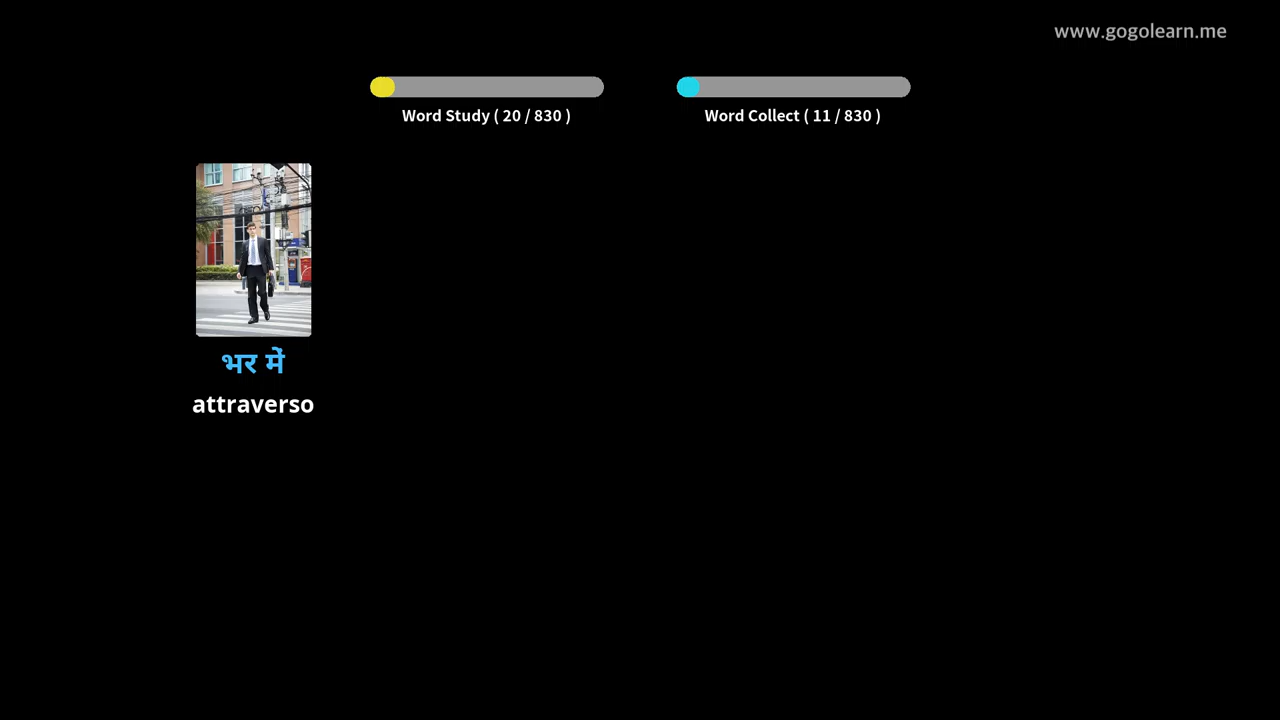 www.gogolearn.me
Word Study ( 20 / 830 )
Word Collect ( 11 / 830 )
भर में
attraverso